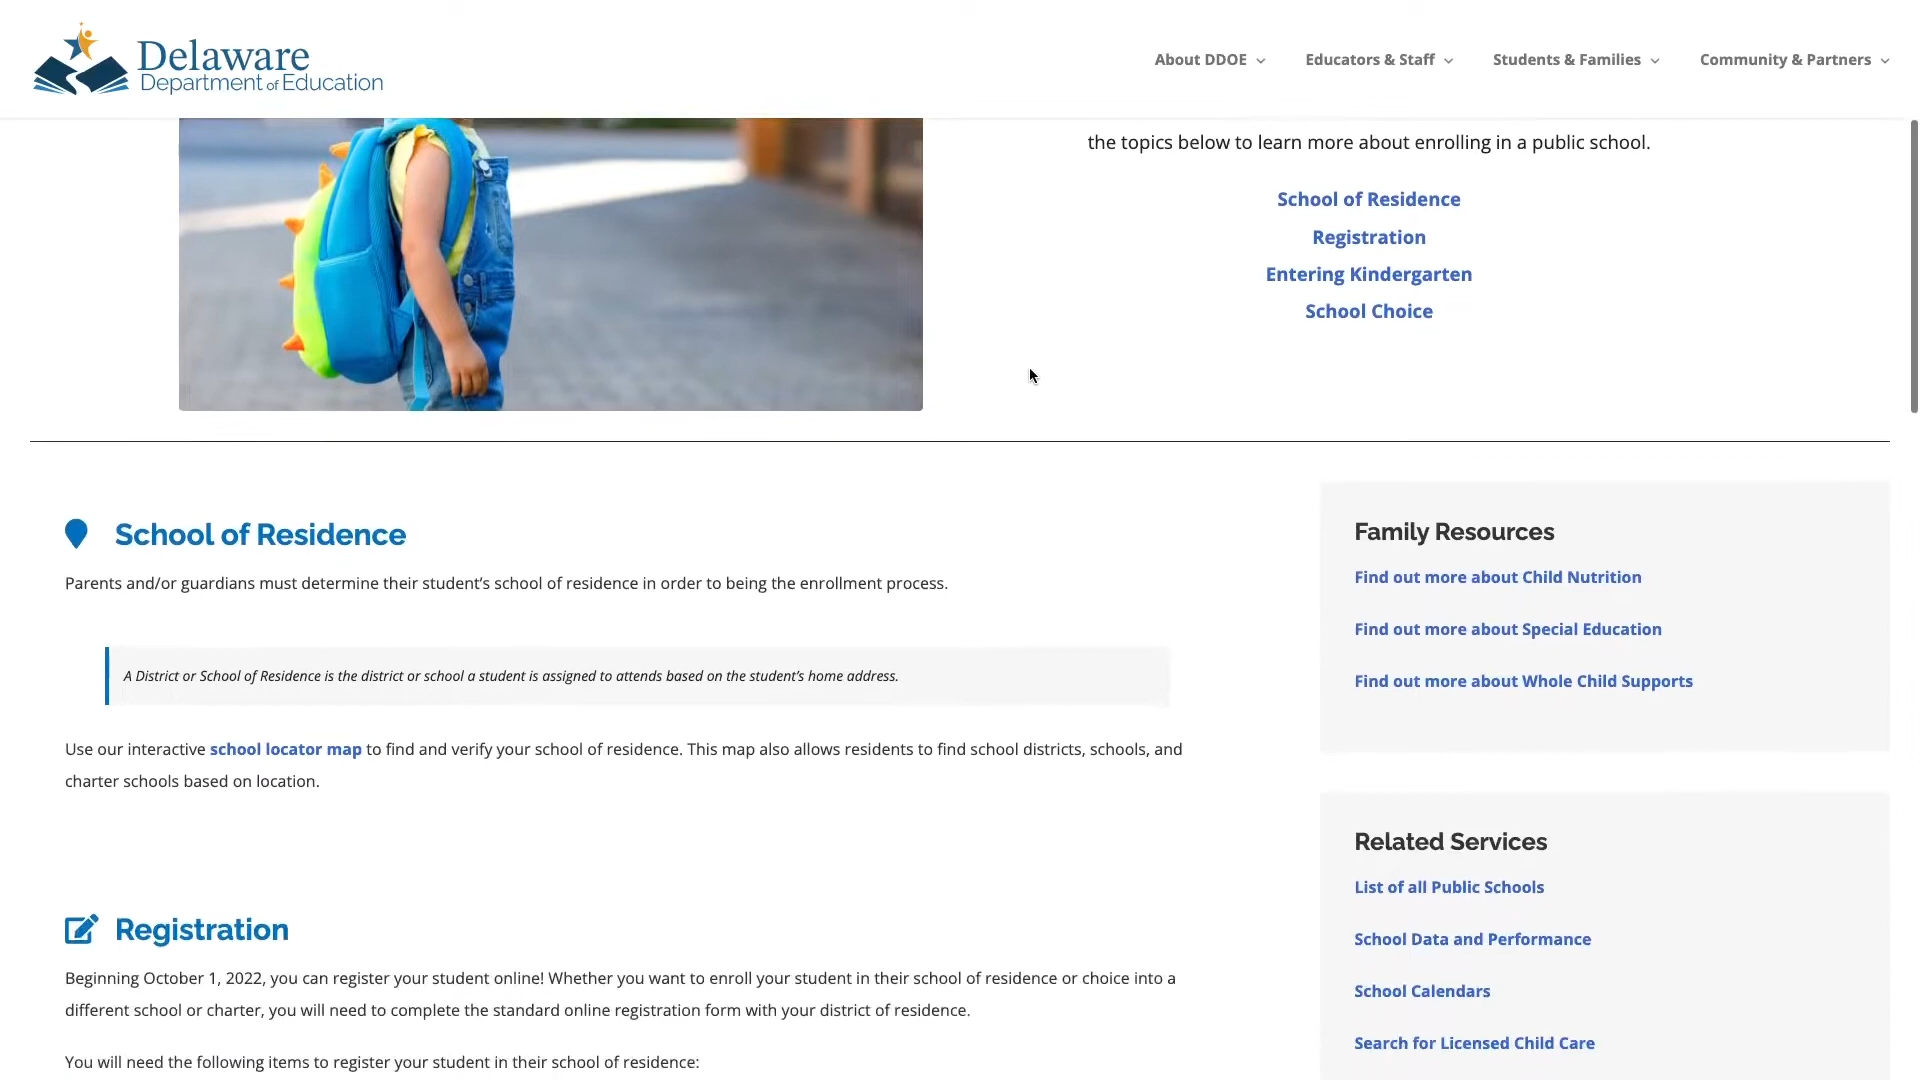 Delaware
Department of Education
About DDOE
Educators & Staff
Students & Families
Community & Partners
the topics below to learn more about enrolling in a public school.
School of Residence
Registration
Entering Kindergarten
School Choice
School of Residence
Parents and/or guardians must determine their student’s school of residence in order to being the enrollment process.
A District or School of Residence is the district or school a student is assigned to attends based on the student’s home address.
Use our interactive school locator map to find and verify your school of residence. This map also allows residents to find school districts, schools, and
charter schools based on location.
Registration
Beginning October 1, 2022, you can register your student online! Whether you want to enroll your student in their school of residence or choice into a
different school or charter, you will need to complete the standard online registration form with your district of residence.
You will need the following items to register your student in their school of residence:
Family Resources
Find out more about Child Nutrition
Find out more about Special Education
Find out more about Whole Child Supports
Related Services
List of all Public Schools
School Data and Performance
School Calendars
Search for Licensed Child Care